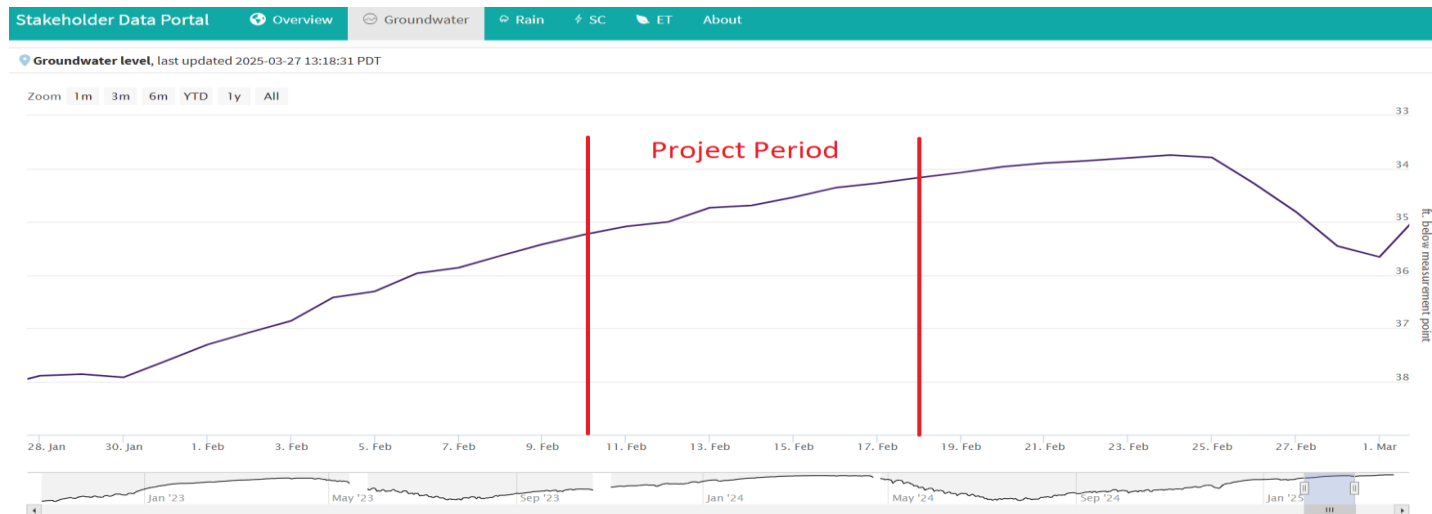 Stakeholder Data Portal Overview Groundwater Rain SC ET About
Groundwater level, last updated 2025-03-27 13:18:31 PDT
Zoom 1m 3m 6m YTD 1y All
Project Period
33
34
35
36
37
38
ft. below measurement point
28. Jan 30. Jan 1. Feb 3. Feb 5. Feb 7. Feb 9. Feb 11. Feb 13. Feb 15. Feb 17. Feb 19. Feb 21. Feb 23. Feb 25. Feb 27. Feb 1. Mar
Jan '23 May '23 Sep '23 Jan '24 May '24 Sep '24 Jan '25